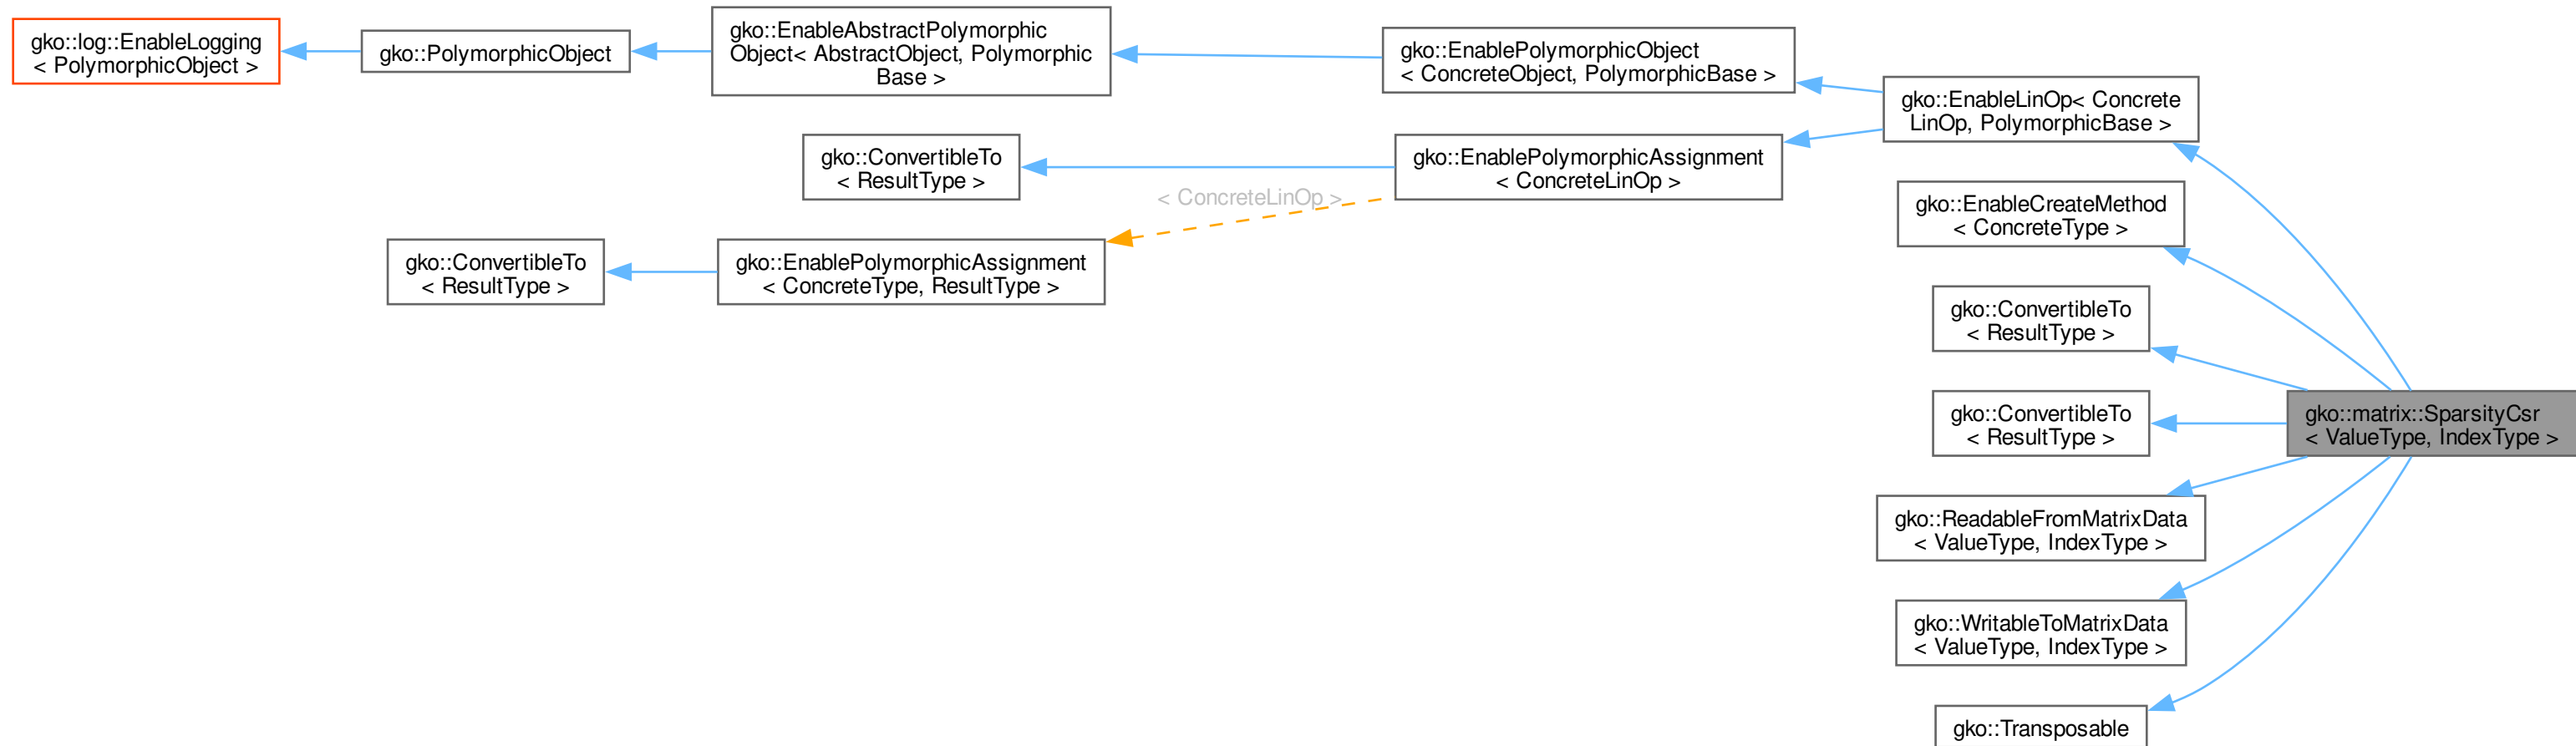 gko::log::EnableLogging
< PolymorphicObject >
gko::PolymorphicObject
gko::EnableAbstractPolymorphic
Object< AbstractObject, Polymorphic
Base >
gko::EnablePolymorphicObject
< ConcreteObject, PolymorphicBase >
gko::EnableLinOp< Concrete
LinOp, PolymorphicBase >
gko::ConvertibleTo
< ResultType >
gko::EnablePolymorphicAssignment
< ConcreteLinOp >
< ConcreteLinOp >
gko::EnableCreateMethod
< ConcreteType >
gko::ConvertibleTo
< ResultType >
gko::EnablePolymorphicAssignment
< ConcreteType, ResultType >
gko::ConvertibleTo
< ResultType >
gko::ConvertibleTo
< ResultType >
gko::matrix::SparsityCsr
< ValueType, IndexType >
gko::ReadableFromMatrixData
< ValueType, IndexType >
gko::WritableToMatrixData
< ValueType, IndexType >
gko::Transposable